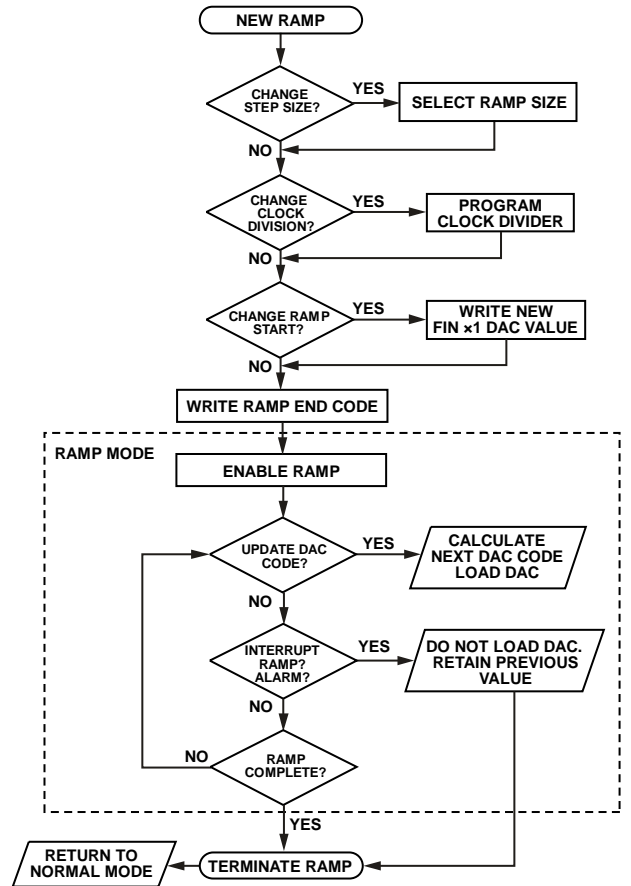 NEW RAMP
CHANGE
STEP SIZE?
YES
SELECT RAMP SIZE
NO
CHANGE
CLOCK
DIVISION?
YES
PROGRAM
CLOCK DIVIDER
NO
CHANGE RAMP
START?
YES
WRITE NEW
FIN ×1 DAC VALUE
NO
WRITE RAMP END CODE
RAMP MODE
ENABLE RAMP
UPDATE DAC
CODE?
YES
CALCULATE
NEXT DAC CODE
LOAD DAC
NO
INTERRUPT
RAMP?
ALARM?
YES
DO NOT LOAD DAC.
RETAIN PREVIOUS
VALUE
NO
NO
RAMP
COMPLETE?
YES
RETURN TO
NORMAL MODE
TERMINATE RAMP